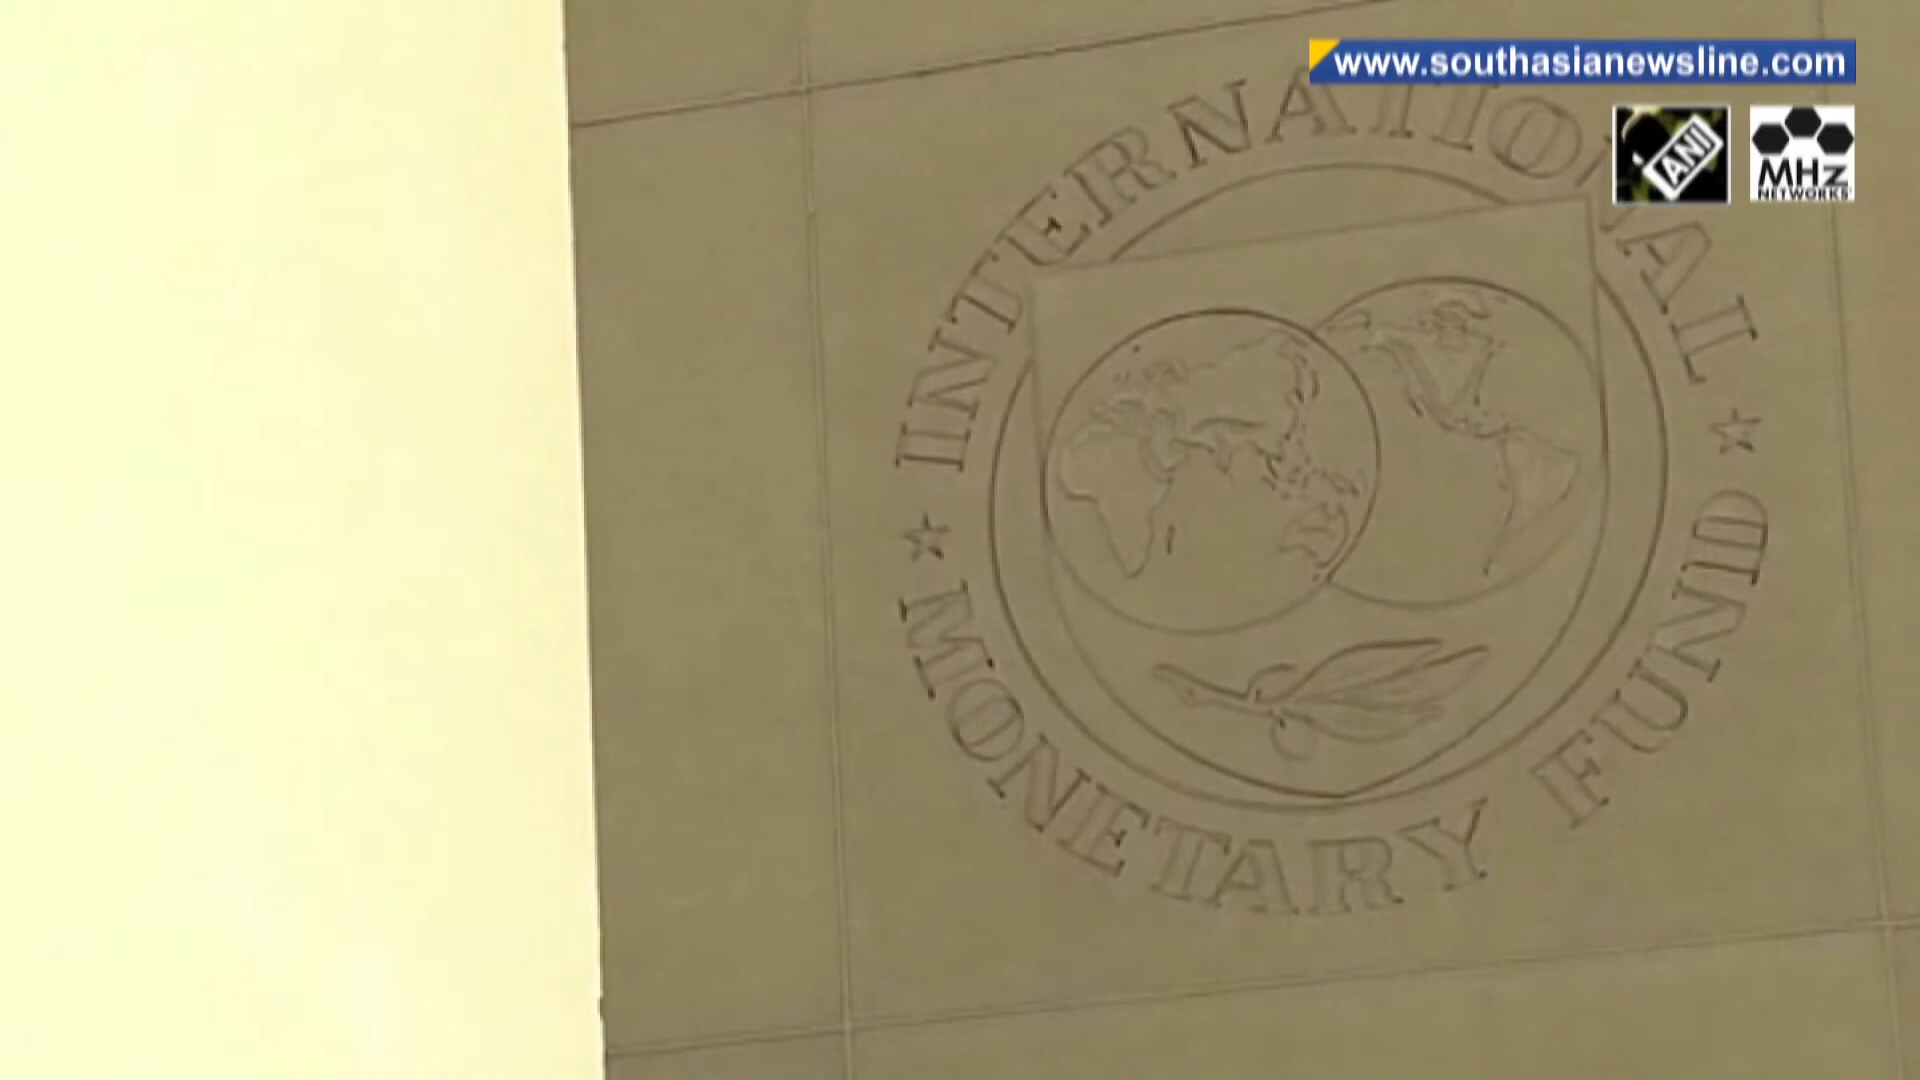 www.southasianewsline.com
ANI
MHz
NETWORKS
INTERNATIONAL
MONETARY FUND